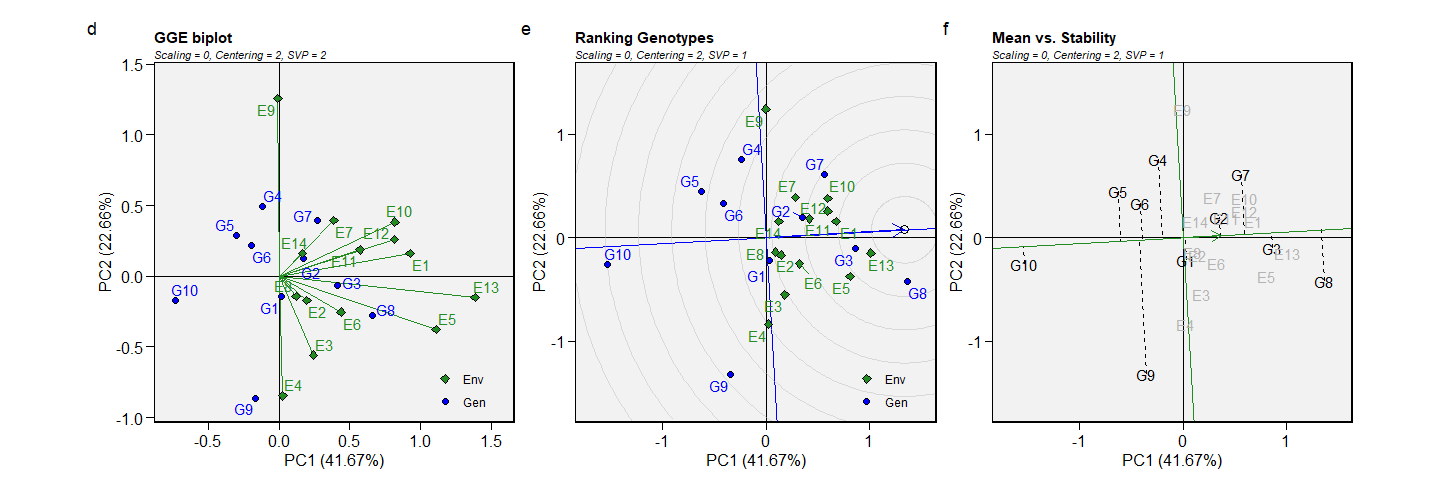 d
GGE biplot
Scaling = 0, Centering = 2, SVP = 2
1.5
1.0
0.5
0.0
-0.5
-1.0
PC2 (22.66%)
E9
G4
G5
G7
E10
E7
E12
E14
G6
E11
G2
E1
G10
E8
G3
E13
G1
E2
G8
E6
E5
E3
E4
G9
Env
Gen
-0.5
0.0
0.5
1.0
1.5
PC1 (41.67%)
e
Ranking Genotypes
Scaling = 0, Centering = 2, SVP = 1
1
0
-1
PC2 (22.66%)
E9
G4
G7
G5
E7
E10
G6
G2
E12
E14
E11
E1
G10
E8
E2
G3
E13
G1
E6
E5
G8
E3
E4
G9
Env
Gen
-1
0
1
PC1 (41.67%)
f
Mean vs. Stability
Scaling = 0, Centering = 2, SVP = 1
1
0
-1
PC2 (22.66%)
E9
G4
G7
G5
G6
E7
E10
E12
G2
E14
E1
G3
E13
G10
G1
E6
E5
G8
E3
E4
G9
-1
0
1
PC1 (41.67%)